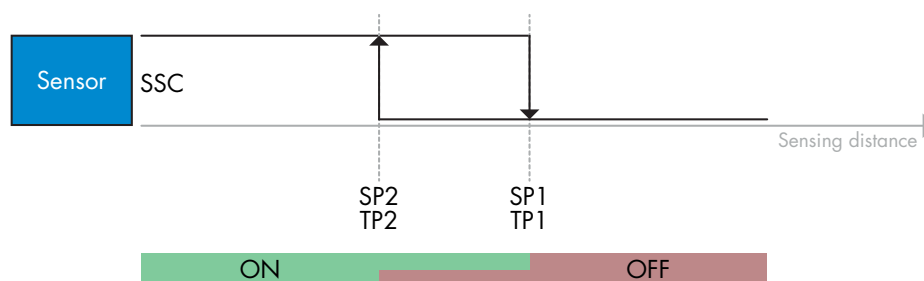 Sensor
SSC
Sensing distance
SP2
TP2
SP1
TP1
ON
OFF